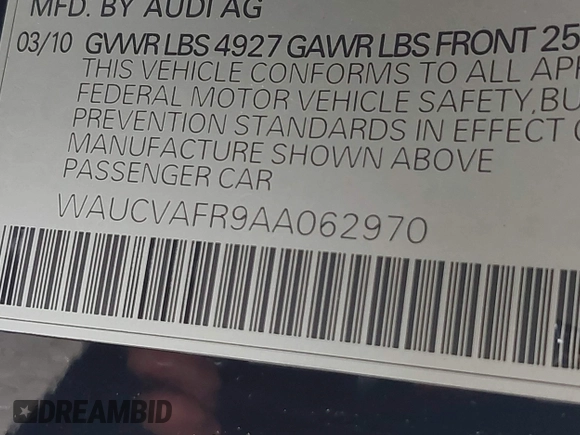 MFD. BY AUDI AG
03/10 GVWR LBS 4927 GAWR LBS FRONT 25
THIS VEHICLE CONFORMS TO ALL
FEDERAL MOTOR VEHICLE SAFETY,
PREVENTION STANDARDS IN EFFECT
MANUFACTURE SHOWN ABOVE
PASSENGER CAR
WAUCVAFR9AA062970
DREAMBID